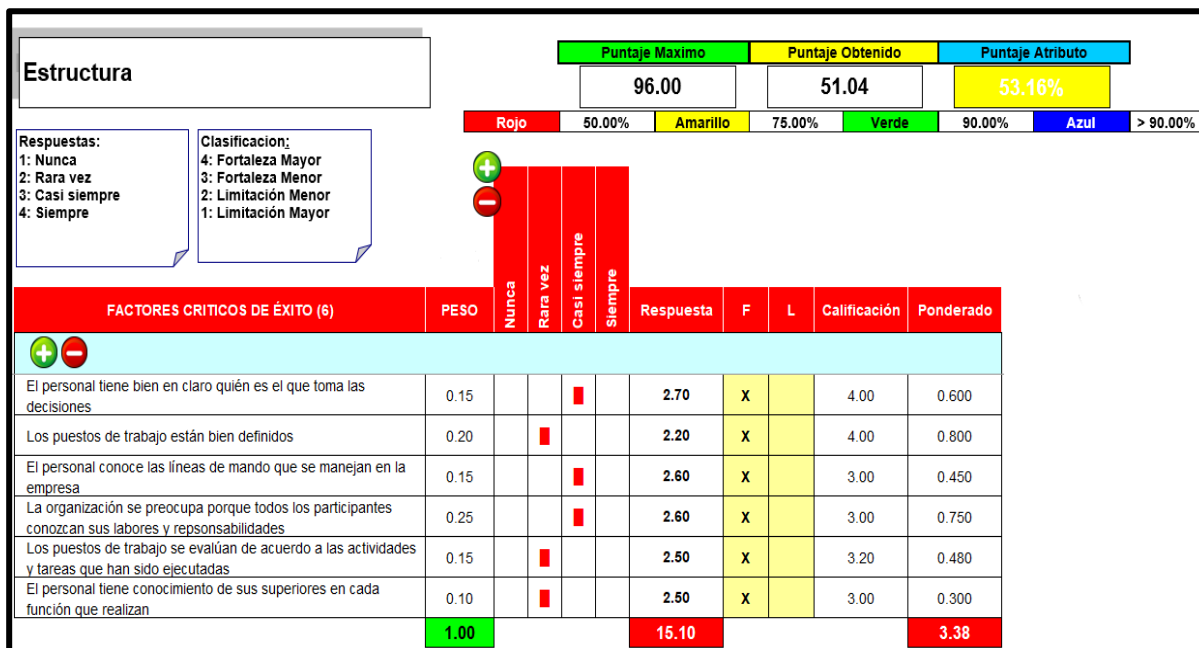 Estructura
Puntaje Maximo Puntaje Obtenido Puntaje Atributo
96.00 51.04 53.16%
Rojo 50.00% Amarillo 75.00% Verde 90.00% Azul > 90.00%
Respuestas:
1: Nunca
2: Rara vez
3: Casi siempre
4: Siempre
Clasificacion:
4: Fortaleza Mayor
3: Fortaleza Menor
2: Limitación Menor
1: Limitación Mayor
FACTORES CRITICOS DE ÉXITO (6) PESO Nunca Rara vez Casi siempre Siempre Respuesta F L Calificación Ponderado
El personal tiene bien en claro quién es el que toma las
decisiones
0.15 2.70 X 4.00 0.600
Los puestos de trabajo están bien definidos 0.20 2.20 X 4.00 0.800
El personal conoce las líneas de mando que se manejan en la
empresa
0.15 2.60 X 3.00 0.450
La organización se preocupa porque todos los participantes
conozcan sus labores y repsonsabilidades
0.25 2.60 X 3.00 0.750
Los puestos de trabajo se evalúan de acuerdo a las actividades
y tareas que han sido ejecutadas
0.15 2.50 X 3.20 0.480
El personal tiene conocimiento de sus superiores en cada
función que realizan
0.10 2.50 X 3.00 0.300
1.00 15.10 3.38